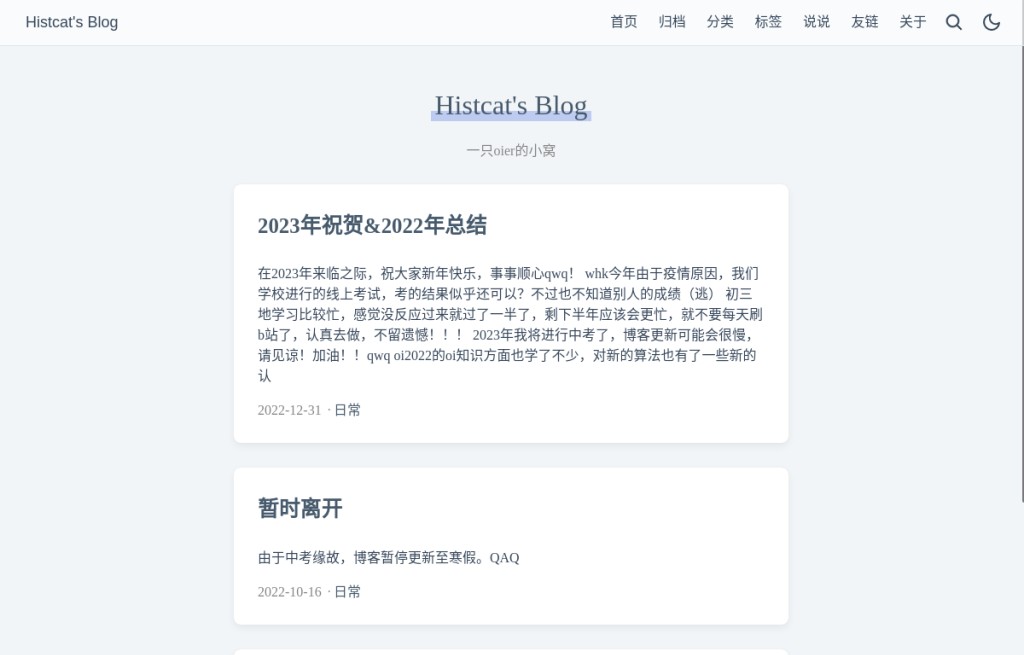 Histcat's Blog
首页 归档 分类 标签 说说 友链 关于
Histcat's Blog
一只oier的小窝
2023年祝贺&2022年总结
在2023年来临之际，祝大家新年快乐，事事顺心qwq！ whk今年由于疫情原因，我们
学校进行的线上考试，考的结果似乎还可以？不过也不知道别人的成绩（逃） 初三
地学习比较忙，感觉没反应过来就过了一半了，剩下半年应该会更忙，就不要每天刷
b站了，认真去做，不留遗憾！！！ 2023年我将进行中考了，博客更新可能会很慢，
请见谅！加油！！qwq oi2022的oi知识方面也学了不少，对新的算法也有了一些新的
认
2022-12-31 ·日常
暂时离开
由于中考缘故，博客暂停更新至寒假。QAQ
2022-10-16 ·日常